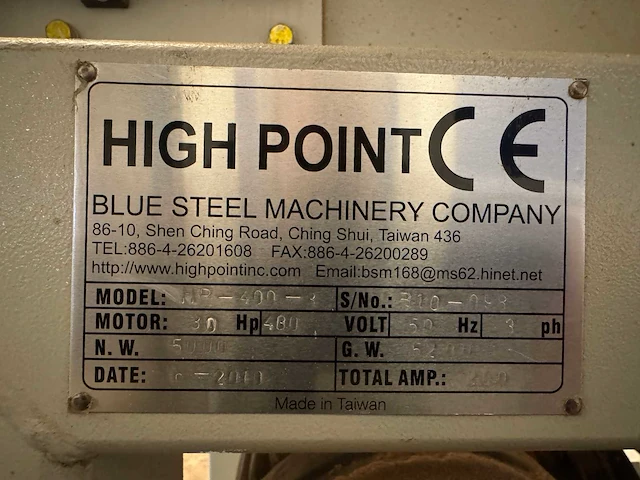 HIGH POINT CE
BLUE STEEL MACHINERY COMPANY
86-10, Shen Ching Road, Ching Shui, Taiwan 436
TEL:886-4-26201608 FAX:886-4-26200289
http://www.highpointinc.com Email:bsm168@ms62.hinet.net
MODEL: S/No.:
MOTOR: 30 Hp 480 VOLT Hz 3 ph
N. W. G. W.
DATE: TOTAL AMP.:
Made in Taiwan